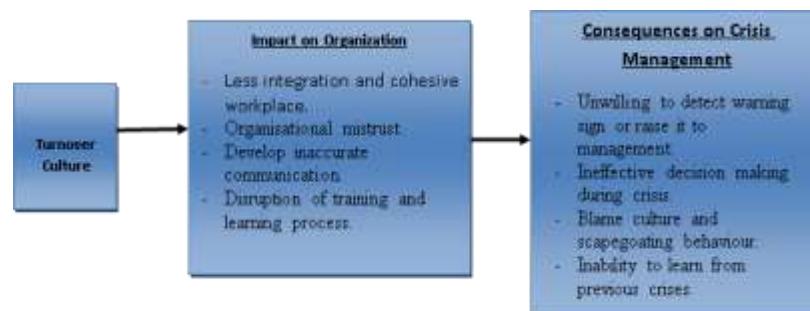 Turnover
Culture
Impact on Organization
- Less integration and cohesive
workplace.
- Organisational mistrust
- Develop inaccurate
communication
- Disruption of training and
learning process.
Consequences on Crisis
Management
- Unwilling to detect warning
sign or raise it to
management
- Ineffective decision making
during crisis
- Blame culture and
scapegoating behaviour.
- Inability to learn from
previous crises